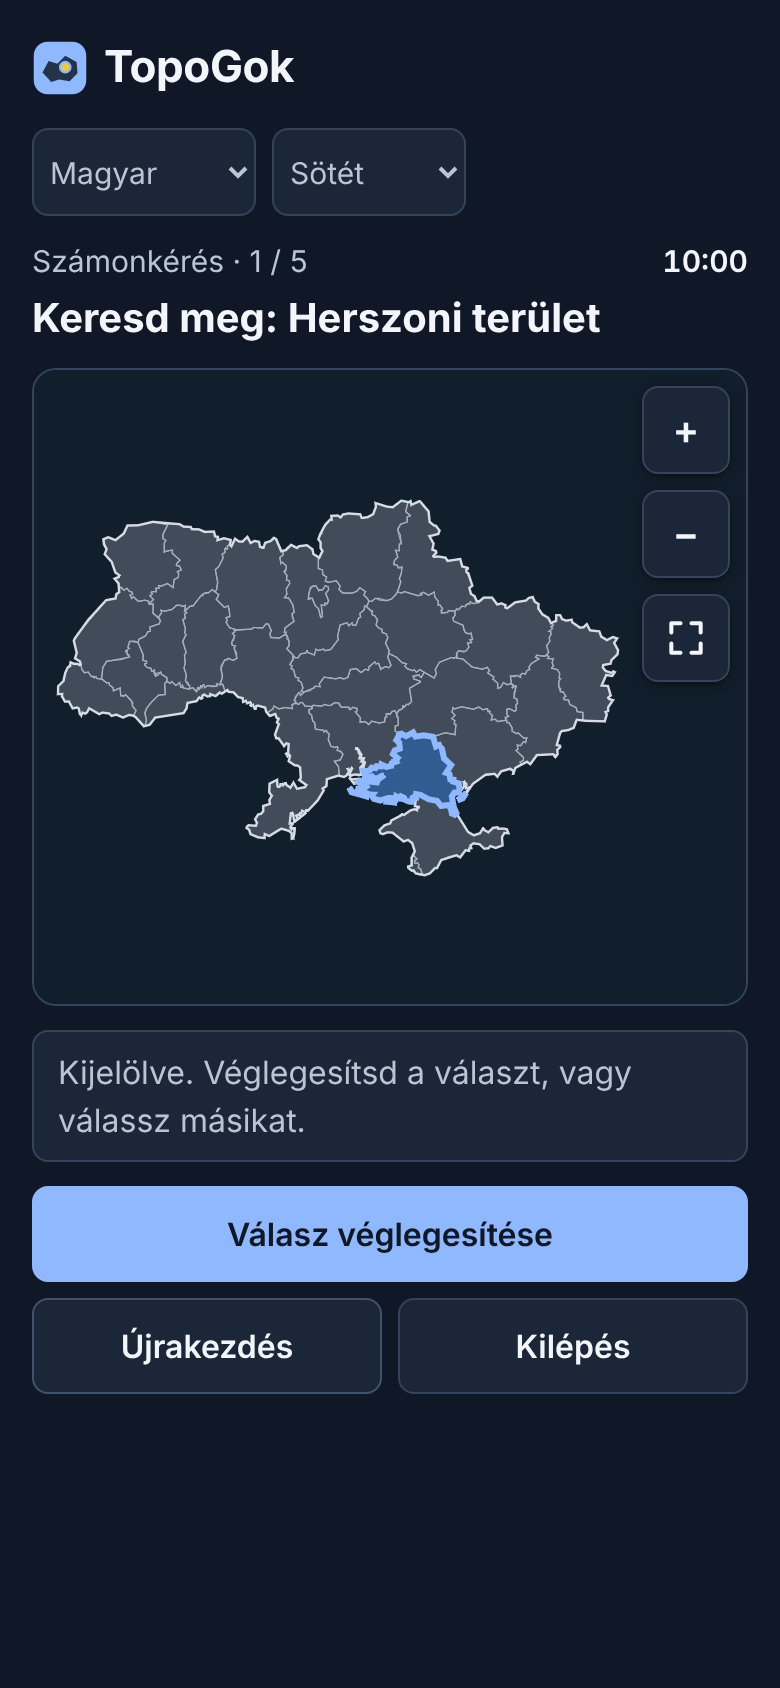 TopoGok
Magyar
Sötét
Számonkérés · 1 / 5
10:00
Keresd meg: Herszoni terület
+
−
Kijelölve. Véglegesítsd a választ, vagy
válassz másikat.
Válasz véglegesítése
Újrakezdés
Kilépés